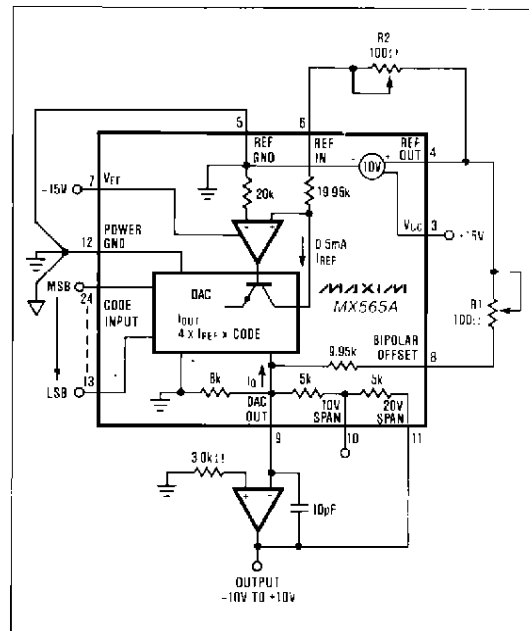 R2
100Ω
5
6
REF
GND
REF
IN
REF
OUT
4
- 10V +
-15V
7
VEE
20k
19.95k
VCC
3
+15V
12
POWER
GND
0.5mA
IREF
MSB
24
DAC
MAXIM
MX565A
CODE
INPUT
IOUT
4 x IREF x CODE
R1
100Ω
BIPOLAR
OFFSET
8
9.95k
LSB
13
8k
IO
5k
5k
DAC
OUT
10V
SPAN
20V
SPAN
9
10
11
3.0kΩ
+ -
10pF
OUTPUT
-10V TO +10V